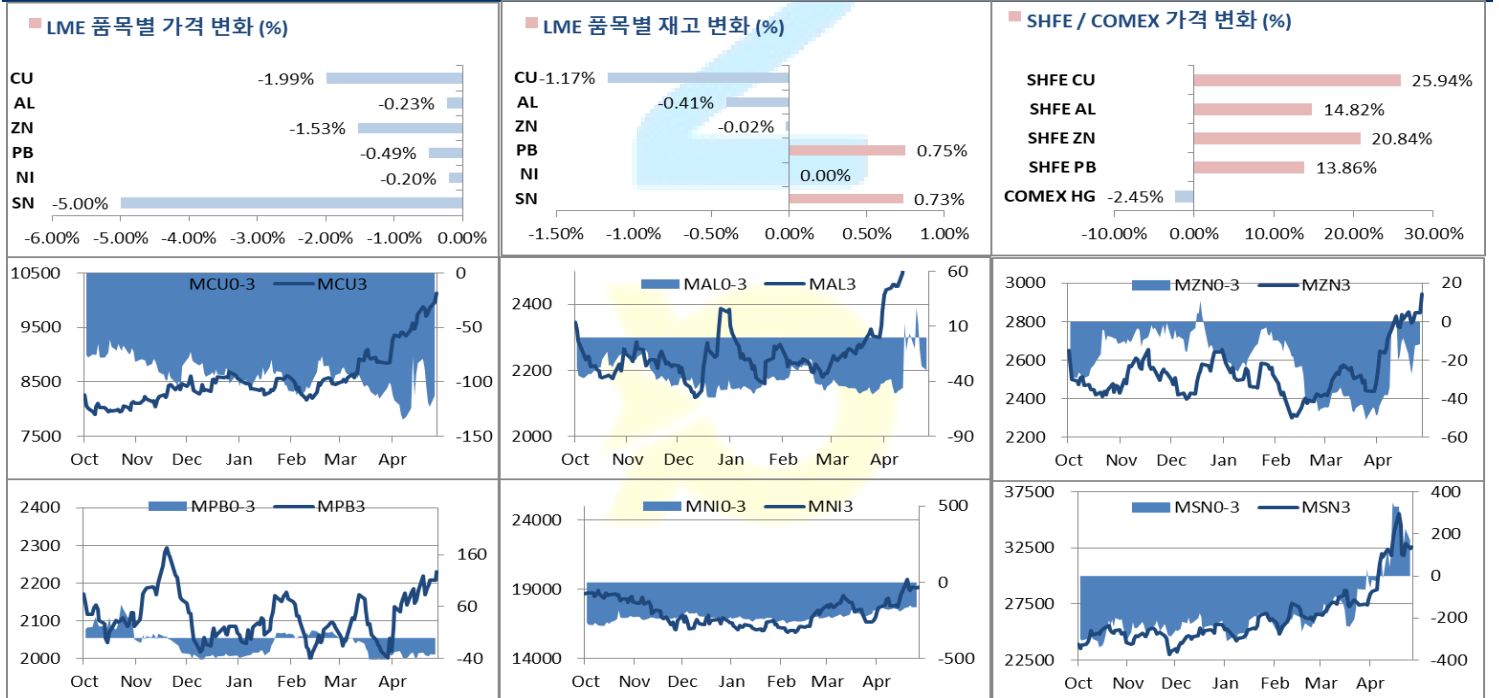 LME 품목별 가격 변화 (%)
CU -1.99%
AL -0.23%
ZN -1.53%
PB -0.49%
NI -0.20%
SN -5.00%
-6.00% -5.00% -4.00% -3.00% -2.00% -1.00% 0.00%
LME 품목별 재고 변화 (%)
CU -1.17%
AL -0.41%
ZN -0.02%
PB 0.75%
NI 0.00%
SN 0.73%
-1.50% -1.00% -0.50% 0.00% 0.50% 1.00%
SHFE / COMEX 가격 변화 (%)
SHFE CU 25.94%
SHFE AL 14.82%
SHFE ZN 20.84%
SHFE PB 13.86%
COMEX HG -2.45%
-10.00% 0.00% 10.00% 20.00% 30.00%
MCU0-3 MCU3
10500 0
9500 -50
8500 -100
7500 -150
Oct Nov Dec Jan Feb Mar Apr
MAL0-3 MAL3
60
2400 10
2200 -40
2000 -90
Oct Nov Dec Jan Feb Mar Apr
MZN0-3 MZN3
3000 20
2800 0
2600 -20
2400 -40
2200 -60
Oct Nov Dec Jan Feb Mar Apr
MPB0-3 MPB3
2400
2300 160
2200
2100 60
2000 -40
Oct Nov Dec Jan Feb Mar Apr
MNI0-3 MNI3
500
24000
19000 0
14000 -500
Oct Nov Dec Jan Feb Mar Apr
MSN0-3 MSN3
37500 400
32500 200
0
27500 -200
22500 -400
Oct Nov Dec Jan Feb Mar Apr